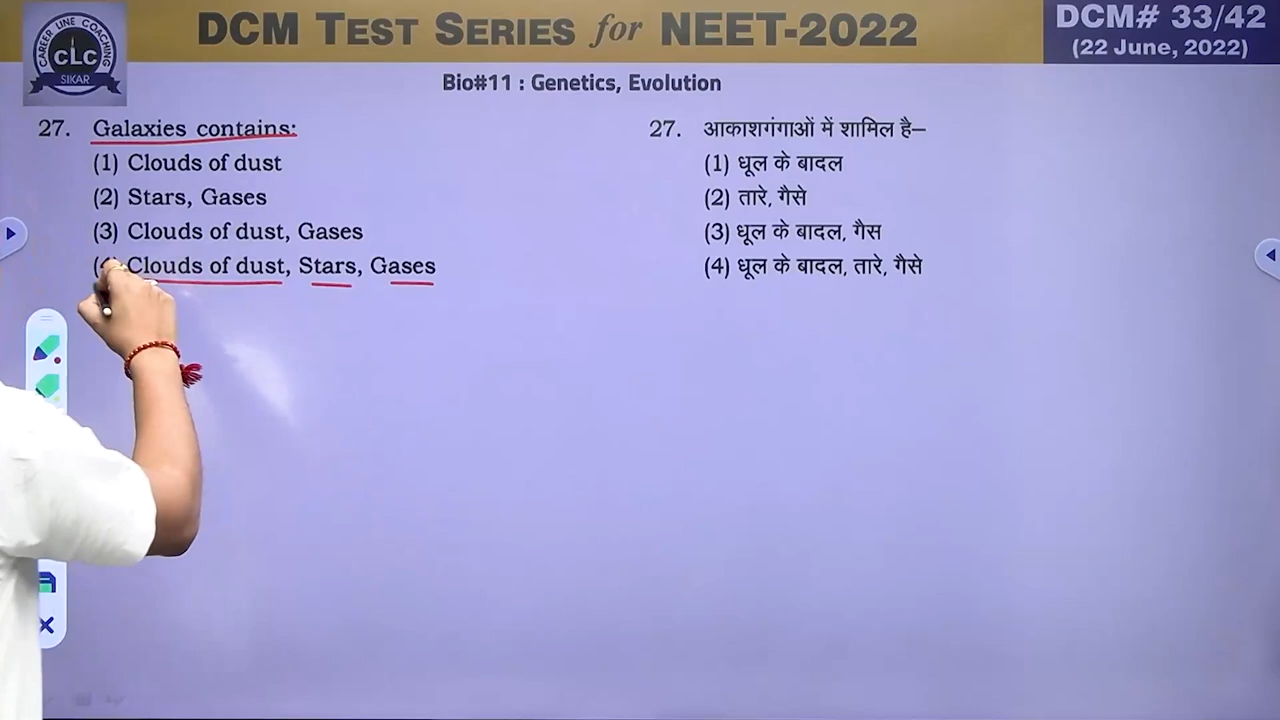 CAREER LINE COACHING
CLC
SIKAR
DCM TEST SERIES for NEET-2022
DCM# 33/42
(22 June, 2022)
Bio#11 : Genetics, Evolution
27. Galaxies contains:
(1) Clouds of dust
(2) Stars, Gases
(3) Clouds of dust, Gases
(4) Clouds of dust, Stars, Gases
27. आकाशगंगाओं में शामिल है–
(1) धूल के बादल
(2) तारे, गैसे
(3) धूल के बादल, गैस
(4) धूल के बादल, तारे, गैसे